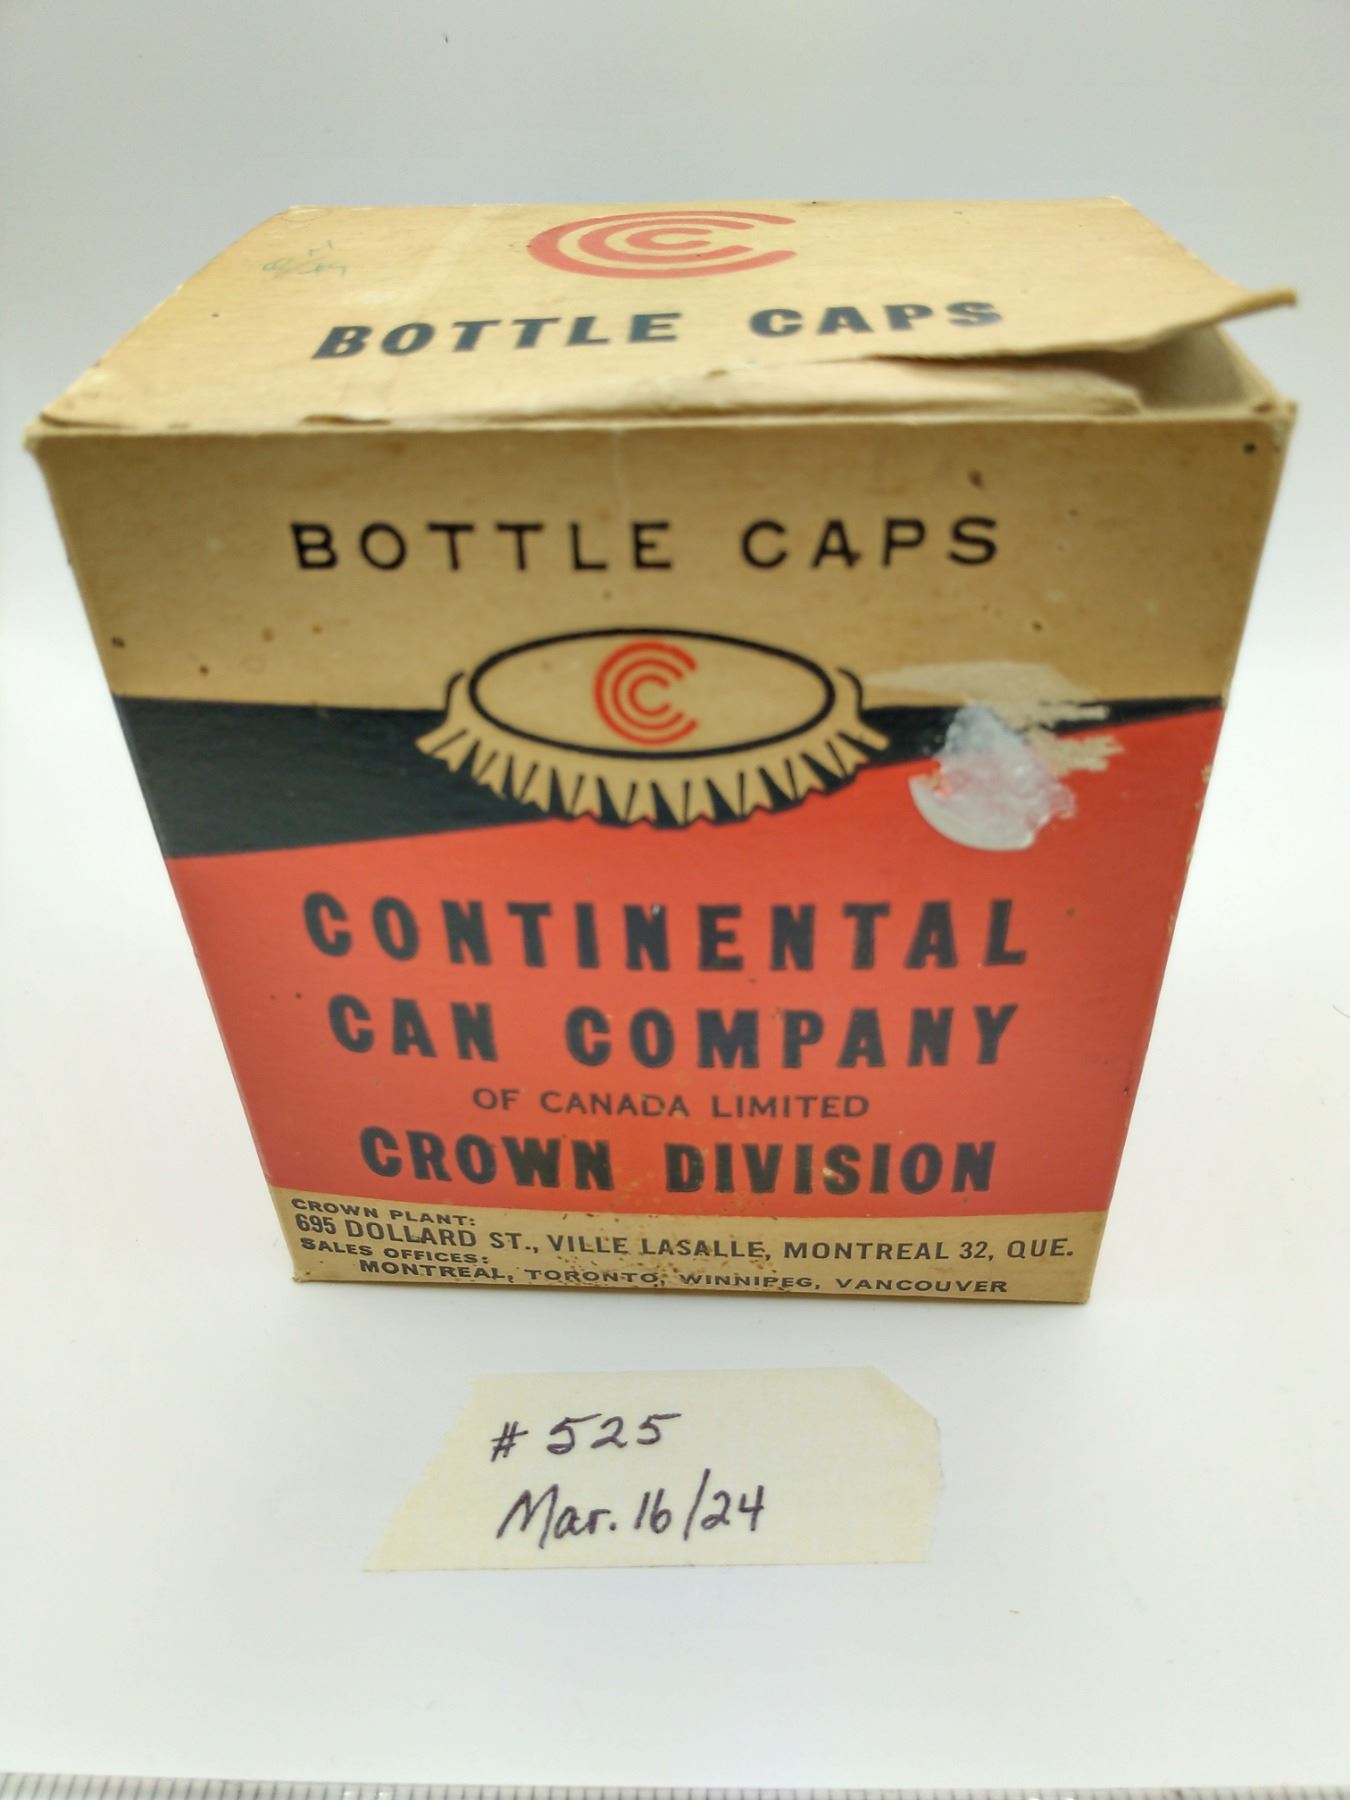 BOTTLE CAPS
BOTTLE CAPS
CONTINENTAL
CAN COMPANY
OF CANADA LIMITED
CROWN DIVISION
CROWN PLANT:
695 DOLLARD ST., VILLE LASALLE, MONTREAL 32, QUE.
SALES OFFICES:
MONTREAL, TORONTO, WINNIPEG, VANCOUVER
# 525
Mar. 16/24